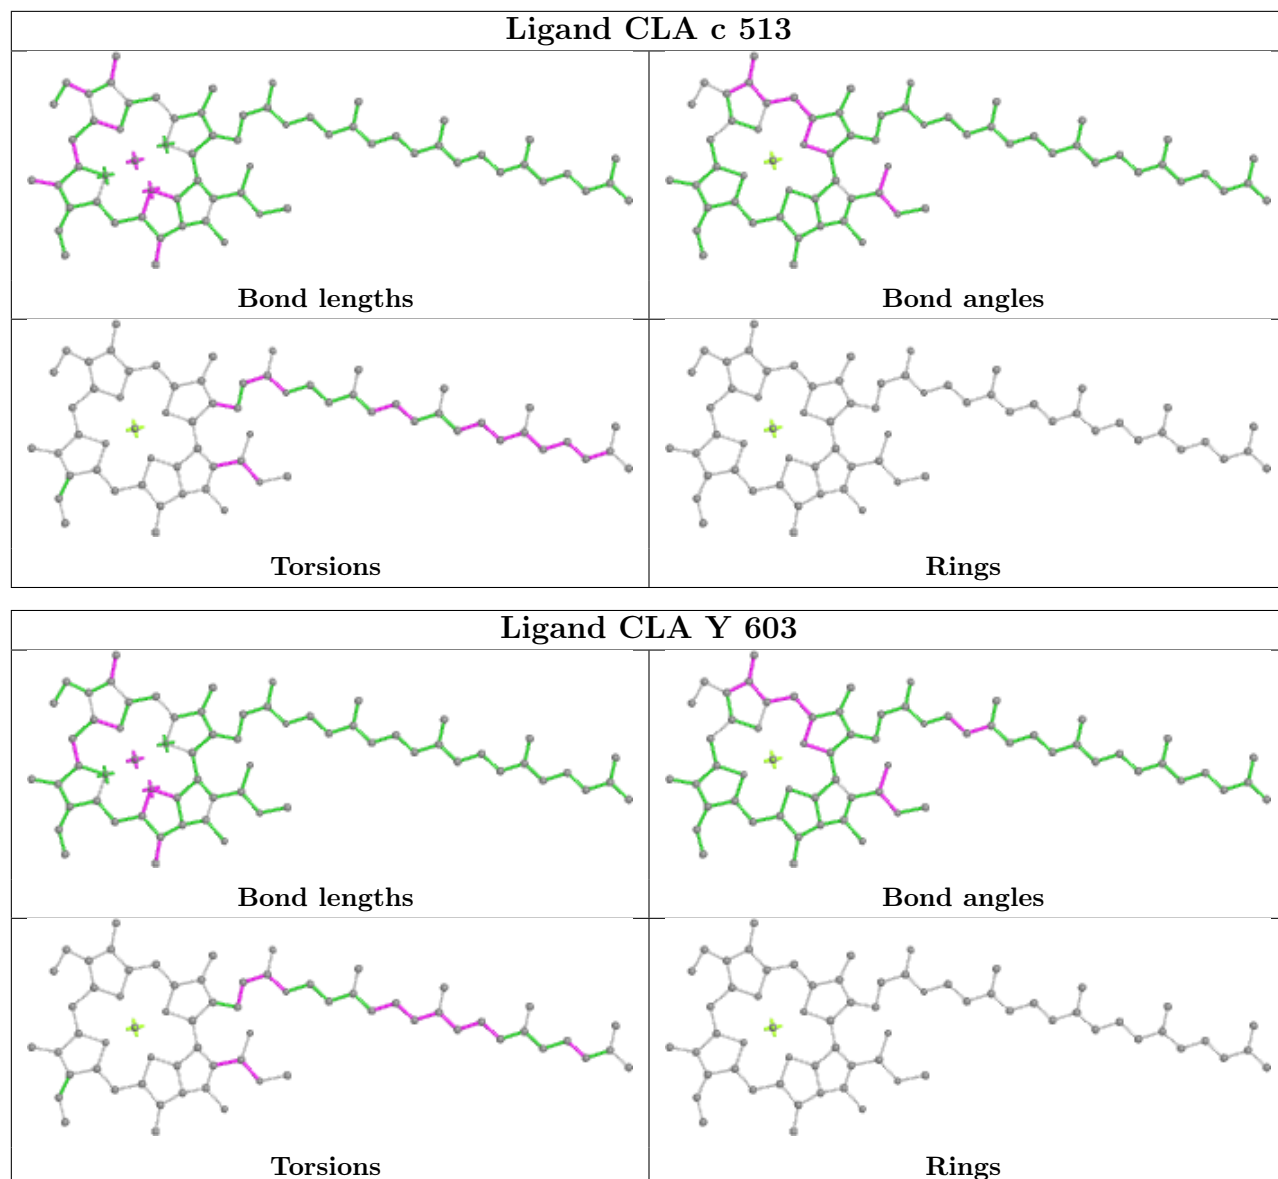 Ligand CLA c 513
Bond lengths
Bond angles
Torsions
Rings
Ligand CLA Y 603
Bond lengths
Bond angles
Torsions
Rings